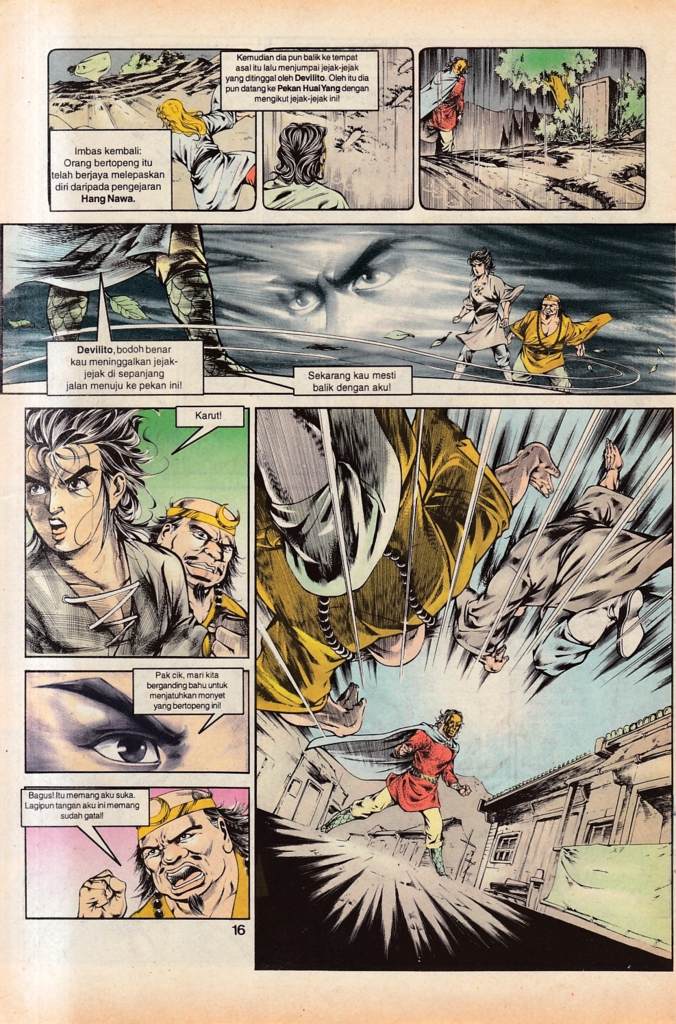 Imbas kembali:
Orang bertopeng itu
telah berjaya melepaskan
diri daripada pengejaran
Hang Nawa.
Kemudian dia pun balik ke tempat
asal itu lalu menjumpai jejak-jejak
yang ditinggal oleh Devilito. Oleh itu dia
pun datang ke Pekan Huai Yang dengan
mengikut jejak-jejak ini!
Devilito, bodoh benar
kau meninggalkan jejak-
jejak di sepanjang
jalan menuju ke pekan ini!
Sekarang kau mesti
balik dengan aku!
Karut!
Pak cik, mari kita
berganding bahu untuk
menjatuhkan monyet
yang bertopeng ini!
Bagus! Itu memang aku suka.
Lagipun tangan aku ini memang
sudah gatal!
16